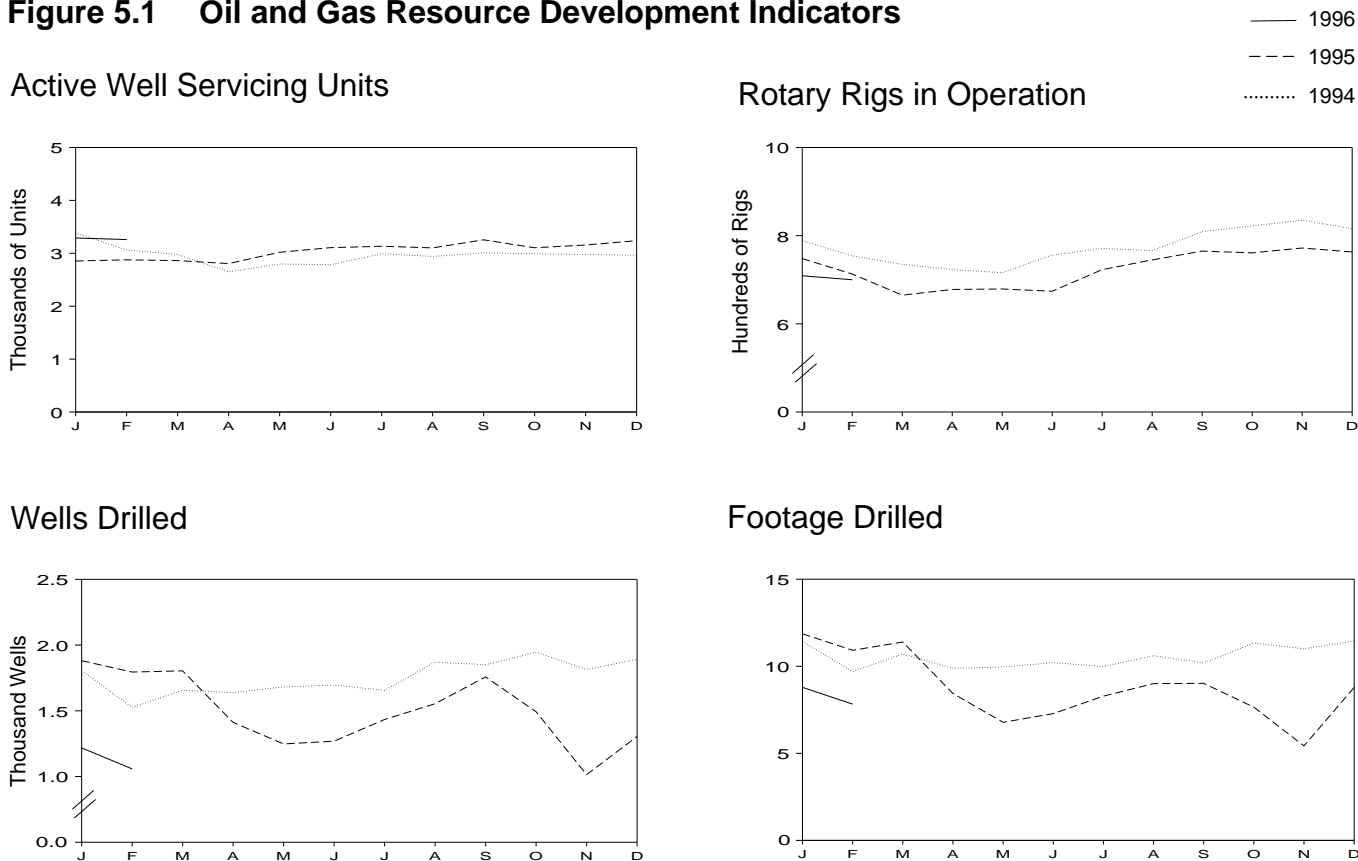 Figure 5.1 Oil and Gas Resource Development Indicators
1996
1995
1994
Active Well Servicing Units
Thousands of Units
5
4
3
2
1
0
J F M A M J J A S O N D
Rotary Rigs in Operation
Hundreds of Rigs
10
8
6
0
J F M A M J J A S O N D
Wells Drilled
Thousand Wells
2.5
2.0
1.5
1.0
0.0
J F M A M J J A S O N D
Footage Drilled
15
10
5
0
J F M A M J J A S O N D